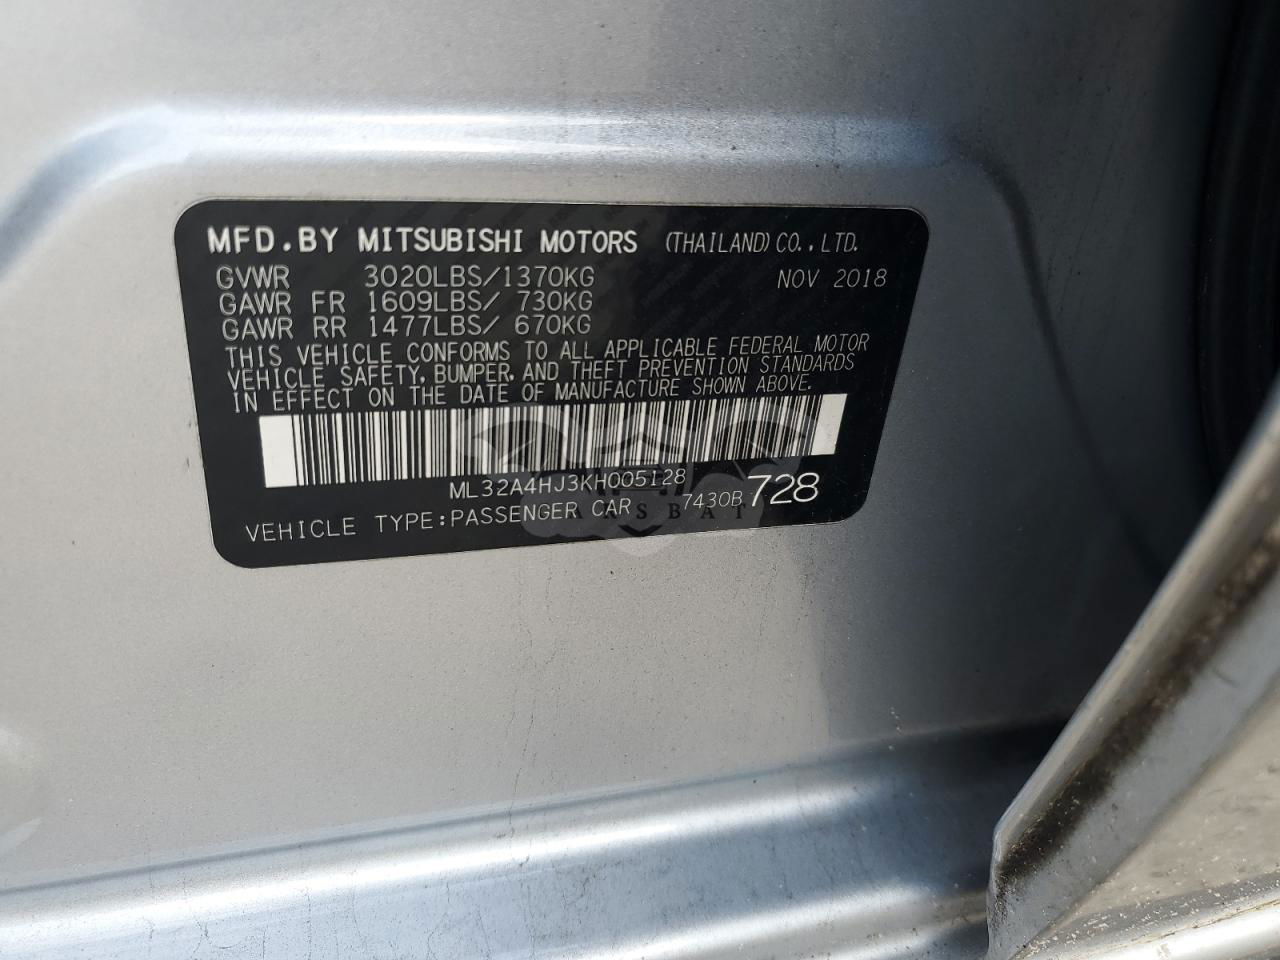 MFD.BY MITSUBISHI MOTORS (THAILAND)CO.,LTD.
GVWR 3020LBS/1370KG NOV 2018
GAWR FR 1609LBS/ 730KG
GAWR RR 1477LBS/ 670KG
THIS VEHICLE CONFORMS TO ALL APPLICABLE FEDERAL MOTOR
VEHICLE SAFETY, BUMPER, AND THEFT PREVENTION STANDARDS
IN EFFECT ON THE DATE OF MANUFACTURE SHOWN ABOVE.
ML32A4HJ3KH005128
VEHICLE TYPE:PASSENGER CAR 7430B 728